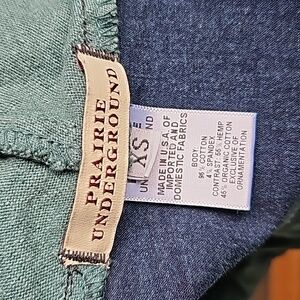 PRAIRIE
UNDERGROUND
XS
MADE IN U.S.A. OF
IMPORTED AND
DOMESTIC FABRICS
BODY:
96% COTTON
4% SPANDEX
CONTRAST: 55% HEMP
45% ORGANIC COTTON
EXCLUSIVE OF
ORNAMENTATION